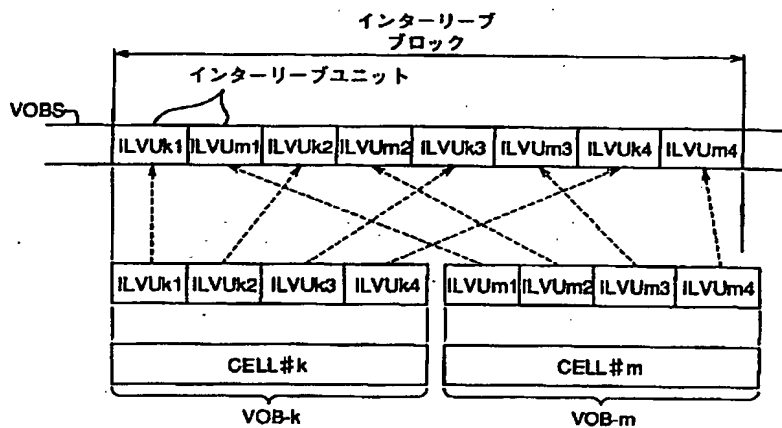 インターリーブ
ブロック
インターリーブユニット
VOBS
ILVUk1 ILVUm1 ILVUk2 ILVUm2 ILVUk3 ILVUm3 ILVUk4 ILVUm4
ILVUk1 ILVUk2 ILVUk3 ILVUk4 ILVUm1 ILVUm2 ILVUm3 ILVUm4
CELL#k CELL#m
VOB-k VOB-m